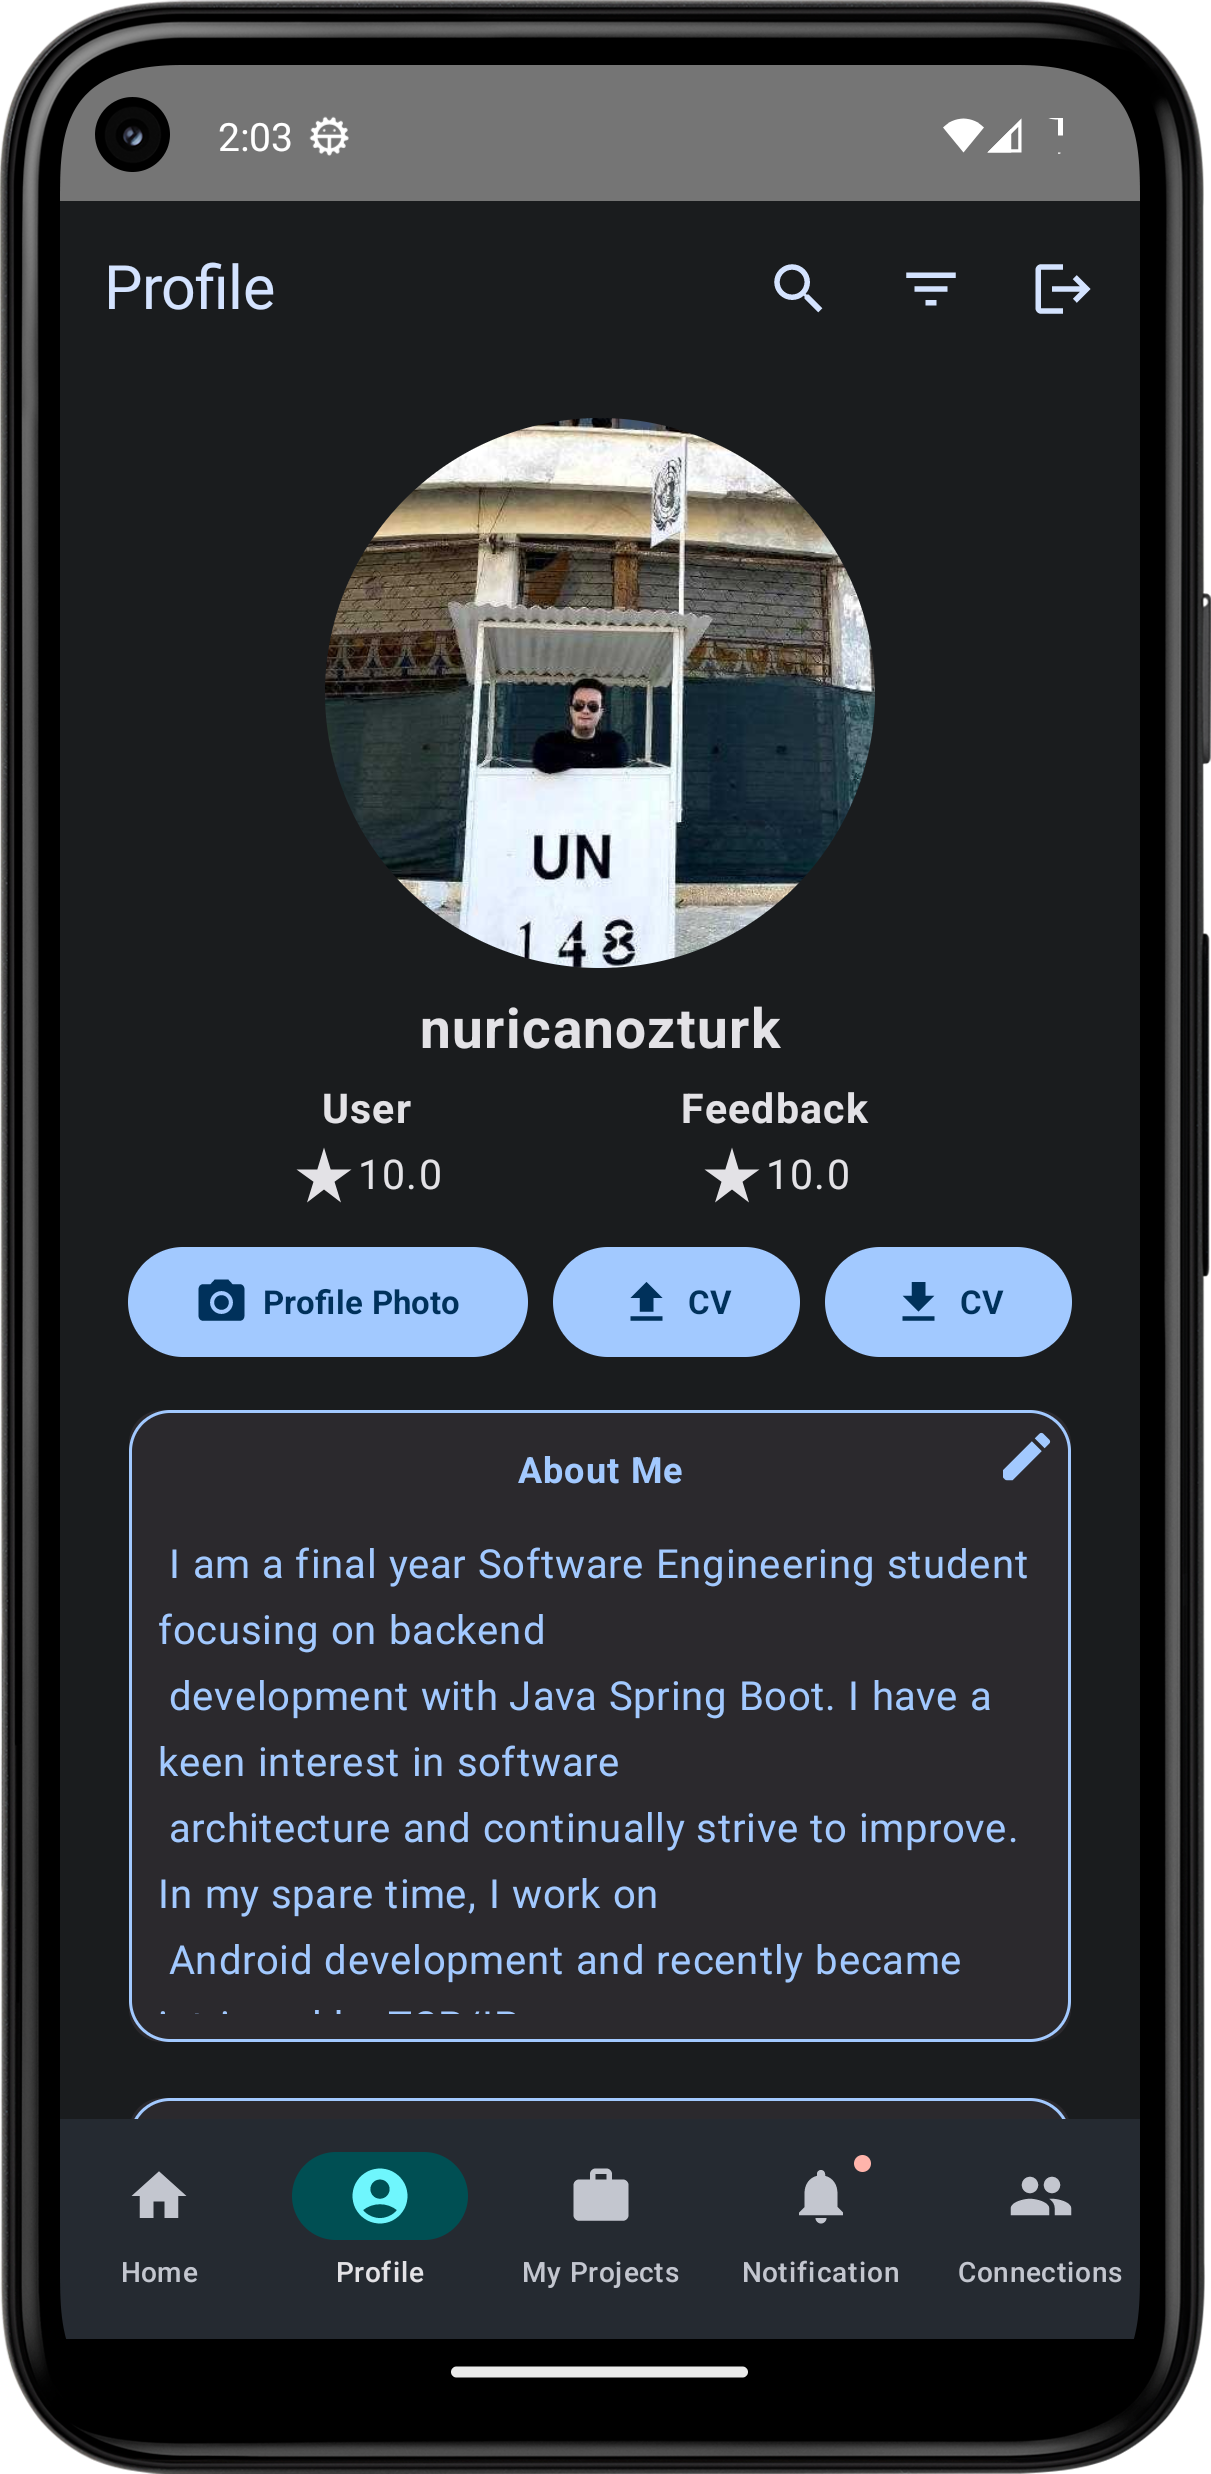 2:03
Profile
UN
148
nuricanozturk
User
Feedback
10.0
10.0
Profile Photo
CV
CV
About Me
I am a final year Software Engineering student
focusing on backend
development with Java Spring Boot. I have a
keen interest in software
architecture and continually strive to improve.
In my spare time, I work on
Android development and recently became
Home
Profile
My Projects
Notification
Connections